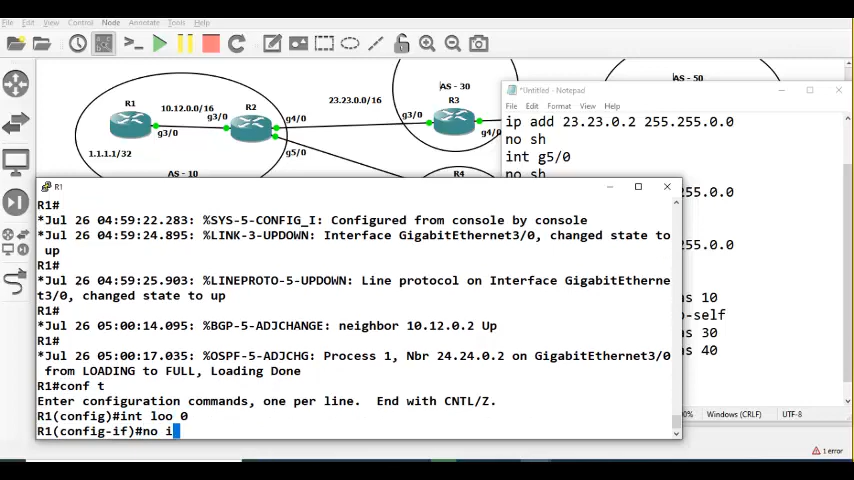 File Edit View Control Node Annotate Tools Help
AS - 30
AS - 50
R1
10.12.0.0/16
R2
23.23.0.0/16
R3
g3/0
g3/0
g4/0
g3/0
g4/0
g5/0
1.1.1.1/32
AS - 10
R4
*Untitled - Notepad
File Edit Format View Help
ip add 23.23.0.2 255.255.0.0
no sh
int g5/0
no sh
.255.0.0
.255.0.0
as 10
-self
as 30
as 40
0% Windows (CRLF) UTF-8
R1
R1#
*Jul 26 04:59:22.283: %SYS-5-CONFIG_I: Configured from console by console
*Jul 26 04:59:24.895: %LINK-3-UPDOWN: Interface GigabitEthernet3/0, changed state to
up
R1#
*Jul 26 04:59:25.903: %LINEPROTO-5-UPDOWN: Line protocol on Interface GigabitEtherne
t3/0, changed state to up
R1#
*Jul 26 05:00:14.095: %BGP-5-ADJCHANGE: neighbor 10.12.0.2 Up
R1#
*Jul 26 05:00:17.035: %OSPF-5-ADJCHG: Process 1, Nbr 24.24.0.2 on GigabitEthernet3/0
from LOADING to FULL, Loading Done
R1#conf t
Enter configuration commands, one per line. End with CNTL/Z.
R1(config)#int loo 0
R1(config-if)#no i
1 error